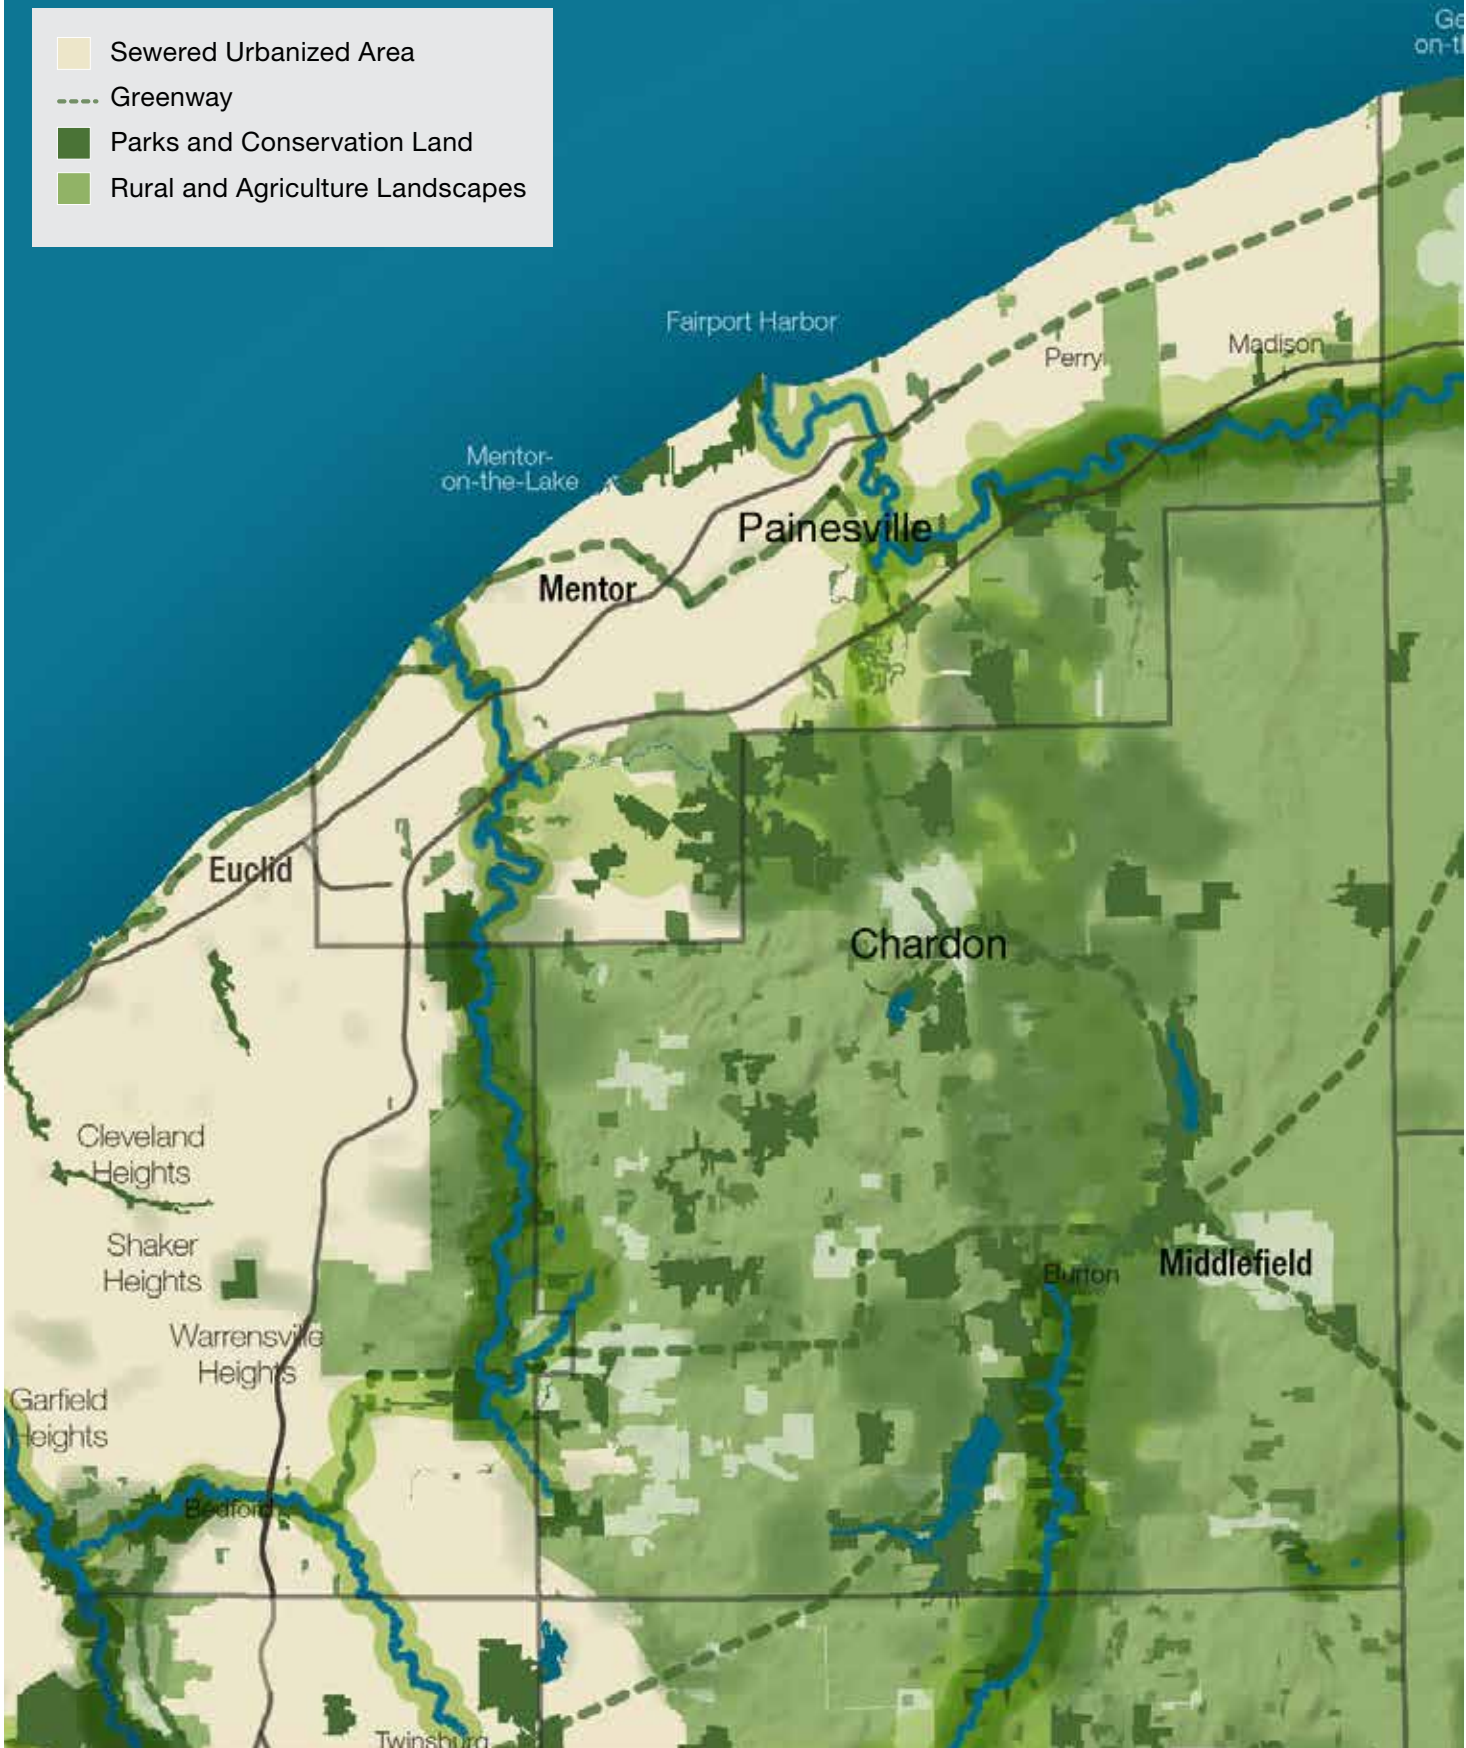 Sewered Urbanized Area
Greenway
Parks and Conservation Land
Rural and Agriculture Landscapes
Fairport Harbor
Perry
Madison
Mentor-
on-the-Lake
Painesville
Mentor
Euclid
Chardon
Cleveland
Heights
Shaker
Heights
Burton
Middlefield
Warrensville
Heights
Garfield
Heights
Bedford
Twinsburg